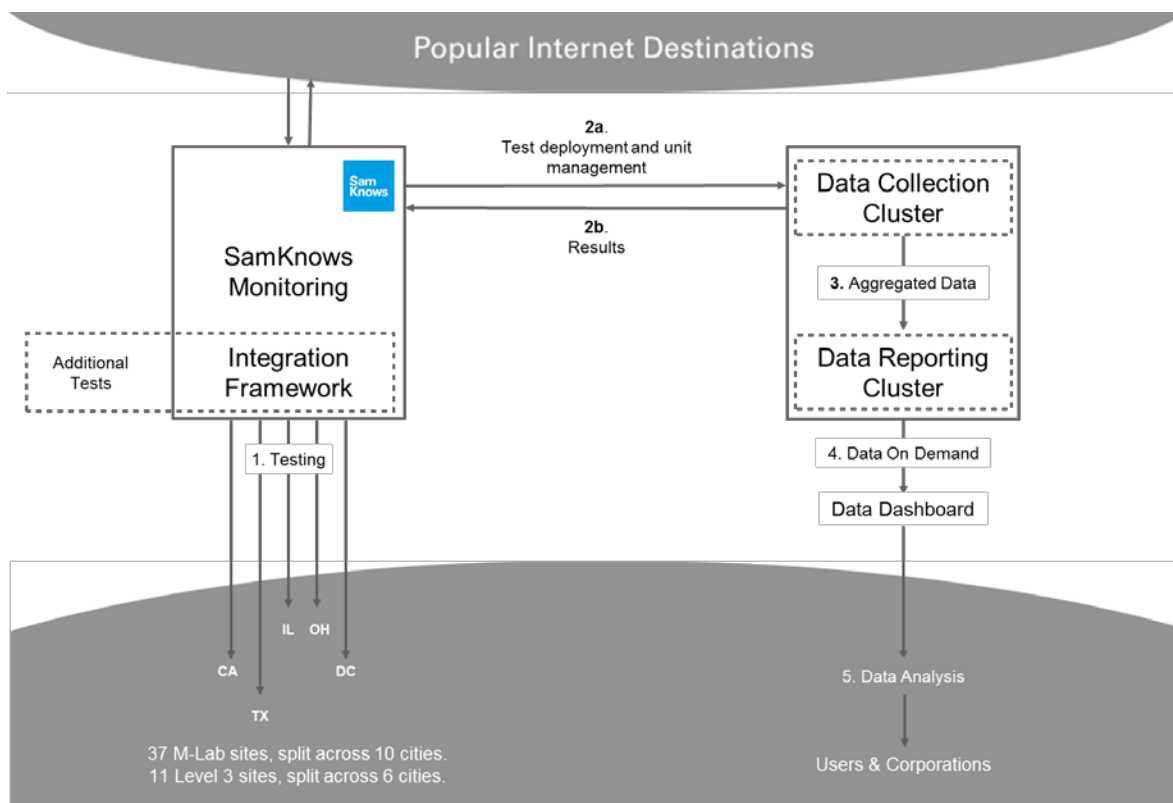 Popular Internet Destinations
2a.
Test deployment and unit
management
Sam
Knows
2b.
Results
SamKnows
Monitoring
Additional
Tests
Integration
Framework
1. Testing
Data Collection
Cluster
3. Aggregated Data
Data Reporting
Cluster
4. Data On Demand
Data Dashboard
IL OH
CA DC
TX
37 M-Lab sites, split across 10 cities.
11 Level 3 sites, split across 6 cities.
5. Data Analysis
Users & Corporations